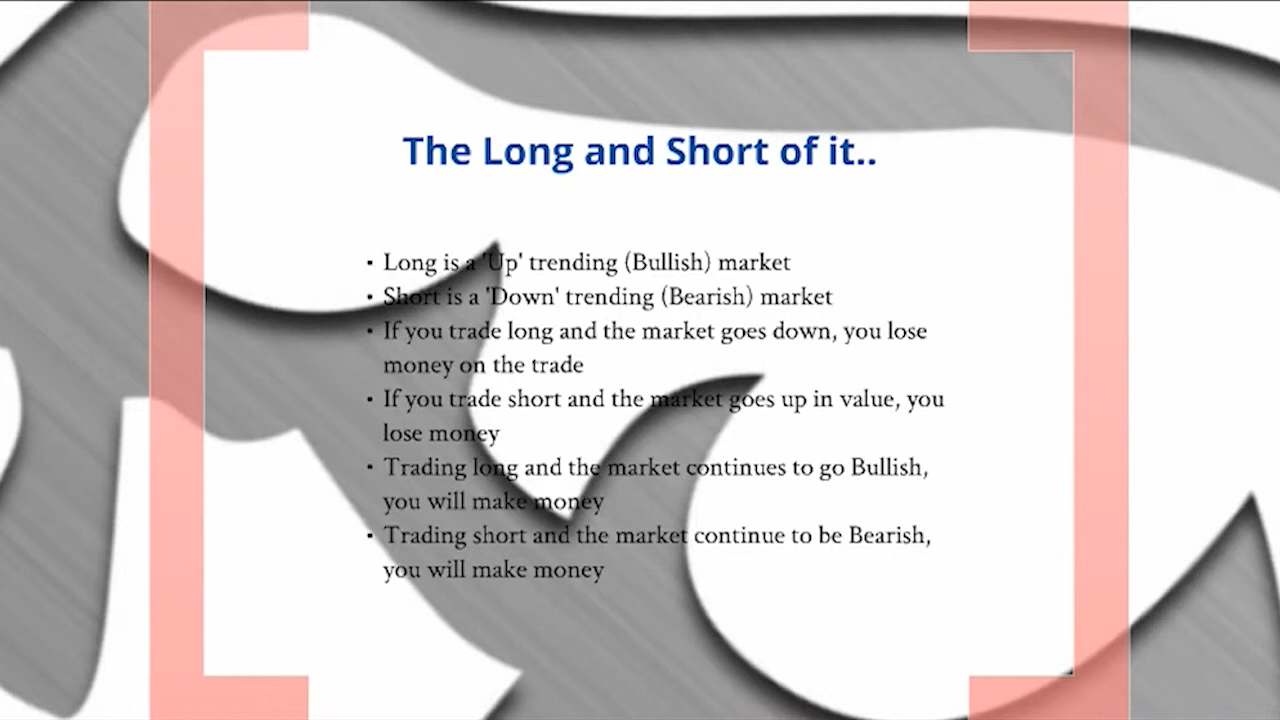 The Long and Short of it..
• Long is a 'Up' trending (Bullish) market
• Short is a 'Down' trending (Bearish) market
• If you trade long and the market goes down, you lose
money on the trade
• If you trade short and the market goes up in value, you
lose money
• Trading long and the market continues to go Bullish,
you will make money
• Trading short and the market continue to be Bearish,
you will make money